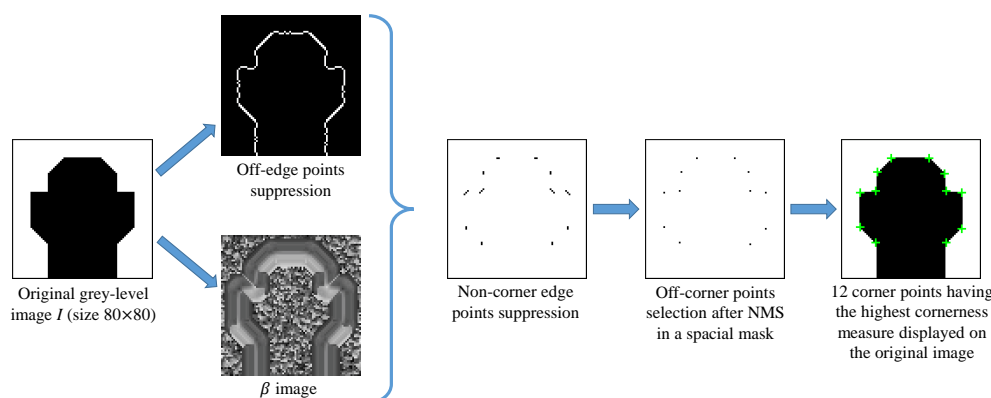 Off-edge points
suppression
Original grey-level
image I (size 80×80)
β image
Non-corner edge
points suppression
Off-corner points
selection after NMS
in a spacial mask
12 corner points having
the highest cornerness
measure displayed on
the original image